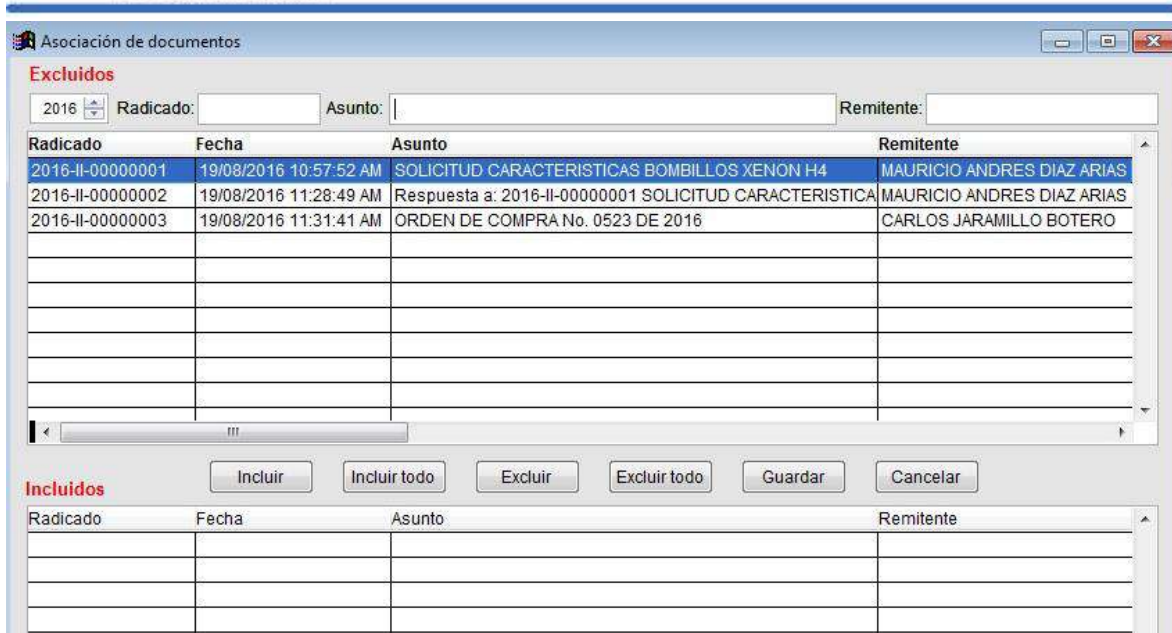 Asociación de documentos
Excluidos
2016 Radicado: Asunto: Remitente:
Radicado Fecha Asunto Remitente
2016-II-00000001 19/08/2016 10:57:52 AM SOLICITUD CARACTERISTICAS BOMBILLOS XENON H4 MAURICIO ANDRES DIAZ ARIAS
2016-II-00000002 19/08/2016 11:28:49 AM Respuesta a: 2016-II-00000001 SOLICITUD CARACTERISTICA MAURICIO ANDRES DIAZ ARIAS
2016-II-00000003 19/08/2016 11:31:41 AM ORDEN DE COMPRA No. 0523 DE 2016 CARLOS JARAMILLO BOTERO
Incluir Incluir todo Excluir Excluir todo Guardar Cancelar
Incluidos
Radicado Fecha Asunto Remitente